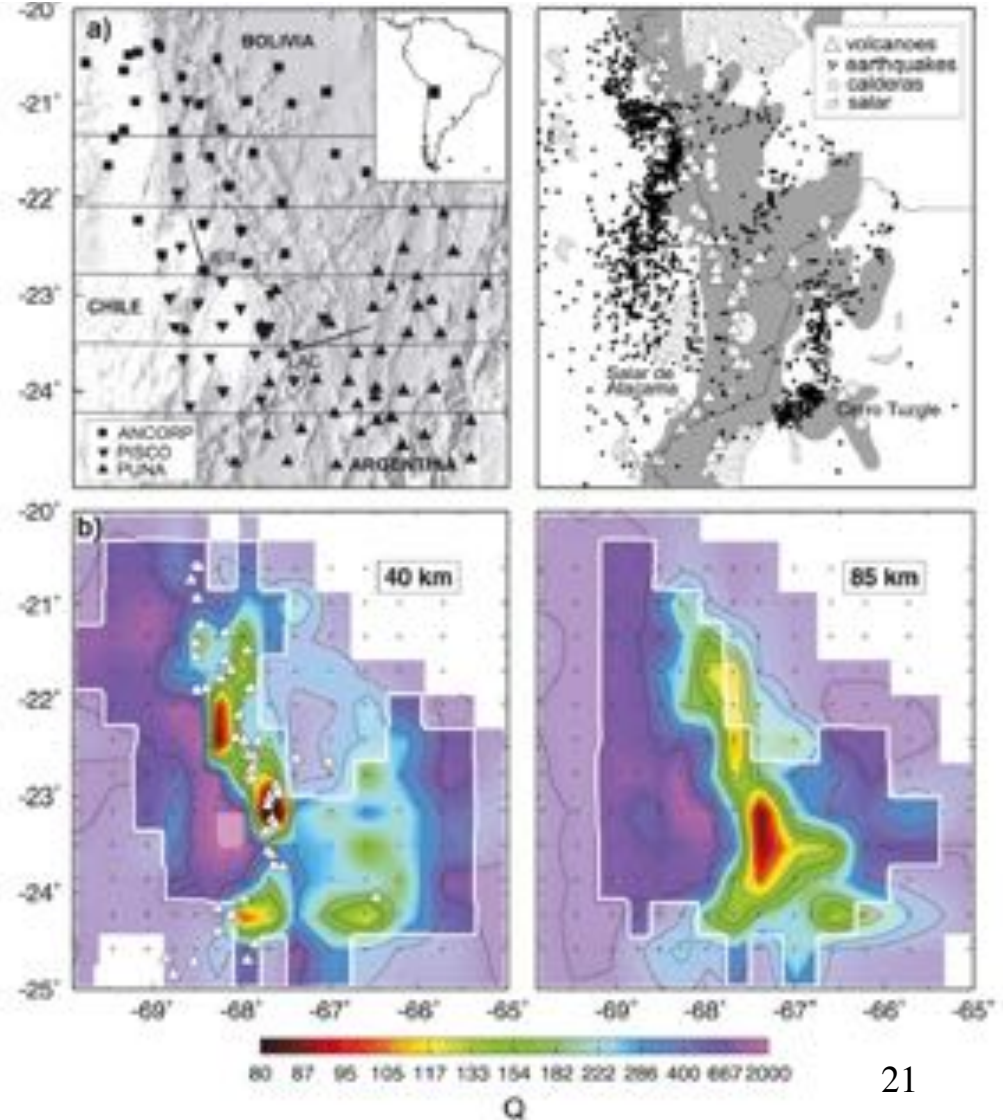 a)
BOLIVIA
CHILE
ARGENTINA
ANCORP
PISCO
PUNA
-20°
-21°
-22°
-23°
-24°
volcanoes
earthquakes
calderas
salar
Salar de
Atacama
Cerro Tuzgle
b)
40 km
85 km
-20°
-21°
-22°
-23°
-24°
-25°
-69° -68° -67° -66° -65°
-69° -68° -67° -66° -65°
80 87 95 105 117 133 154 182 222 286 400 667 2000
Q
21